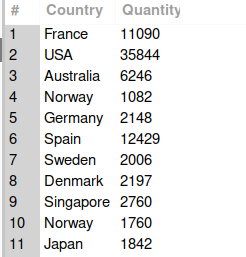 # Country Quantity
1 France 11090
2 USA 35844
3 Australia 6246
4 Norway 1082
5 Germany 2148
6 Spain 12429
7 Sweden 2006
8 Denmark 2197
9 Singapore 2760
10 Norway 1760
11 Japan 1842